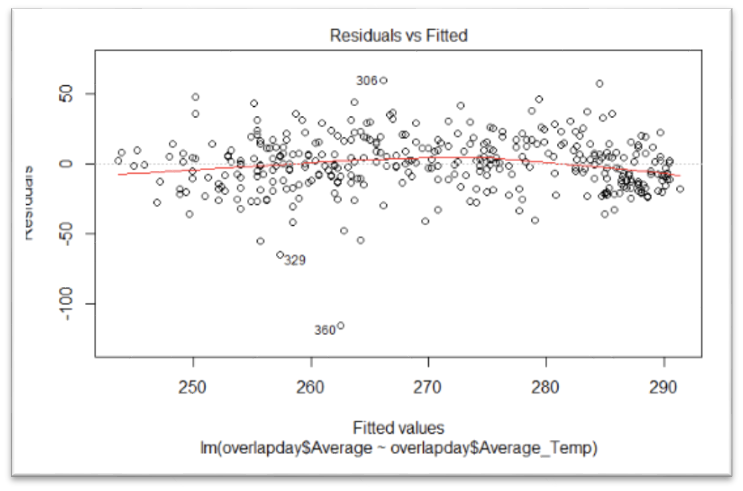 Residuals vs Fitted
306
50
0
Residuals
-50
329
-100
360
250 260 270 280 290
Fitted values
lm(overlapday$Average ~ overlapday$Average_Temp)